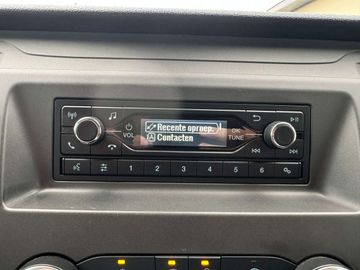 Recente oproep.
Contacten
VOL
OK
TUNE
1 2 3 4 5 6